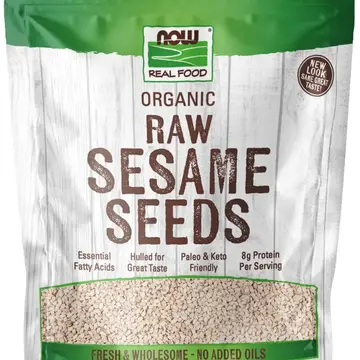 NOW
REAL FOOD
NEW LOOK
SAME GREAT TASTE!
ORGANIC
RAW
SESAME
SEEDS
Essential Fatty Acids
Hulled for Great Taste
Paleo & Keto Friendly
8g Protein Per Serving
FRESH & WHOLESOME - NO ADDED OILS